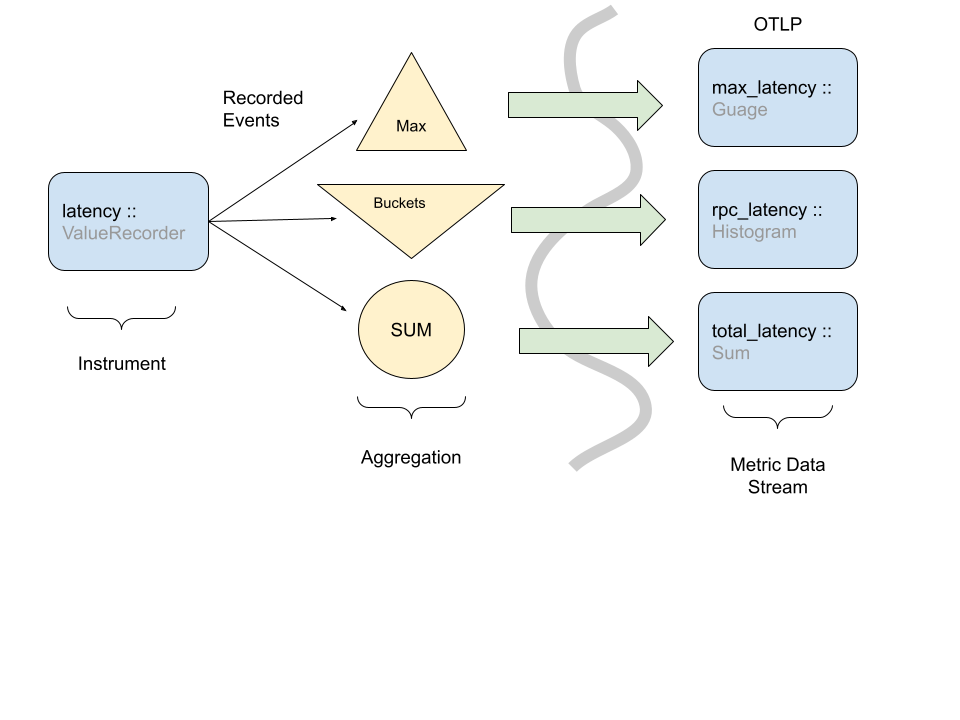 OTLP
Recorded
Events
Max
max_latency ::
Guage
latency ::
ValueRecorder
Buckets
rpc_latency ::
Histogram
SUM
total_latency ::
Sum
Instrument
Aggregation
Metric Data
Stream